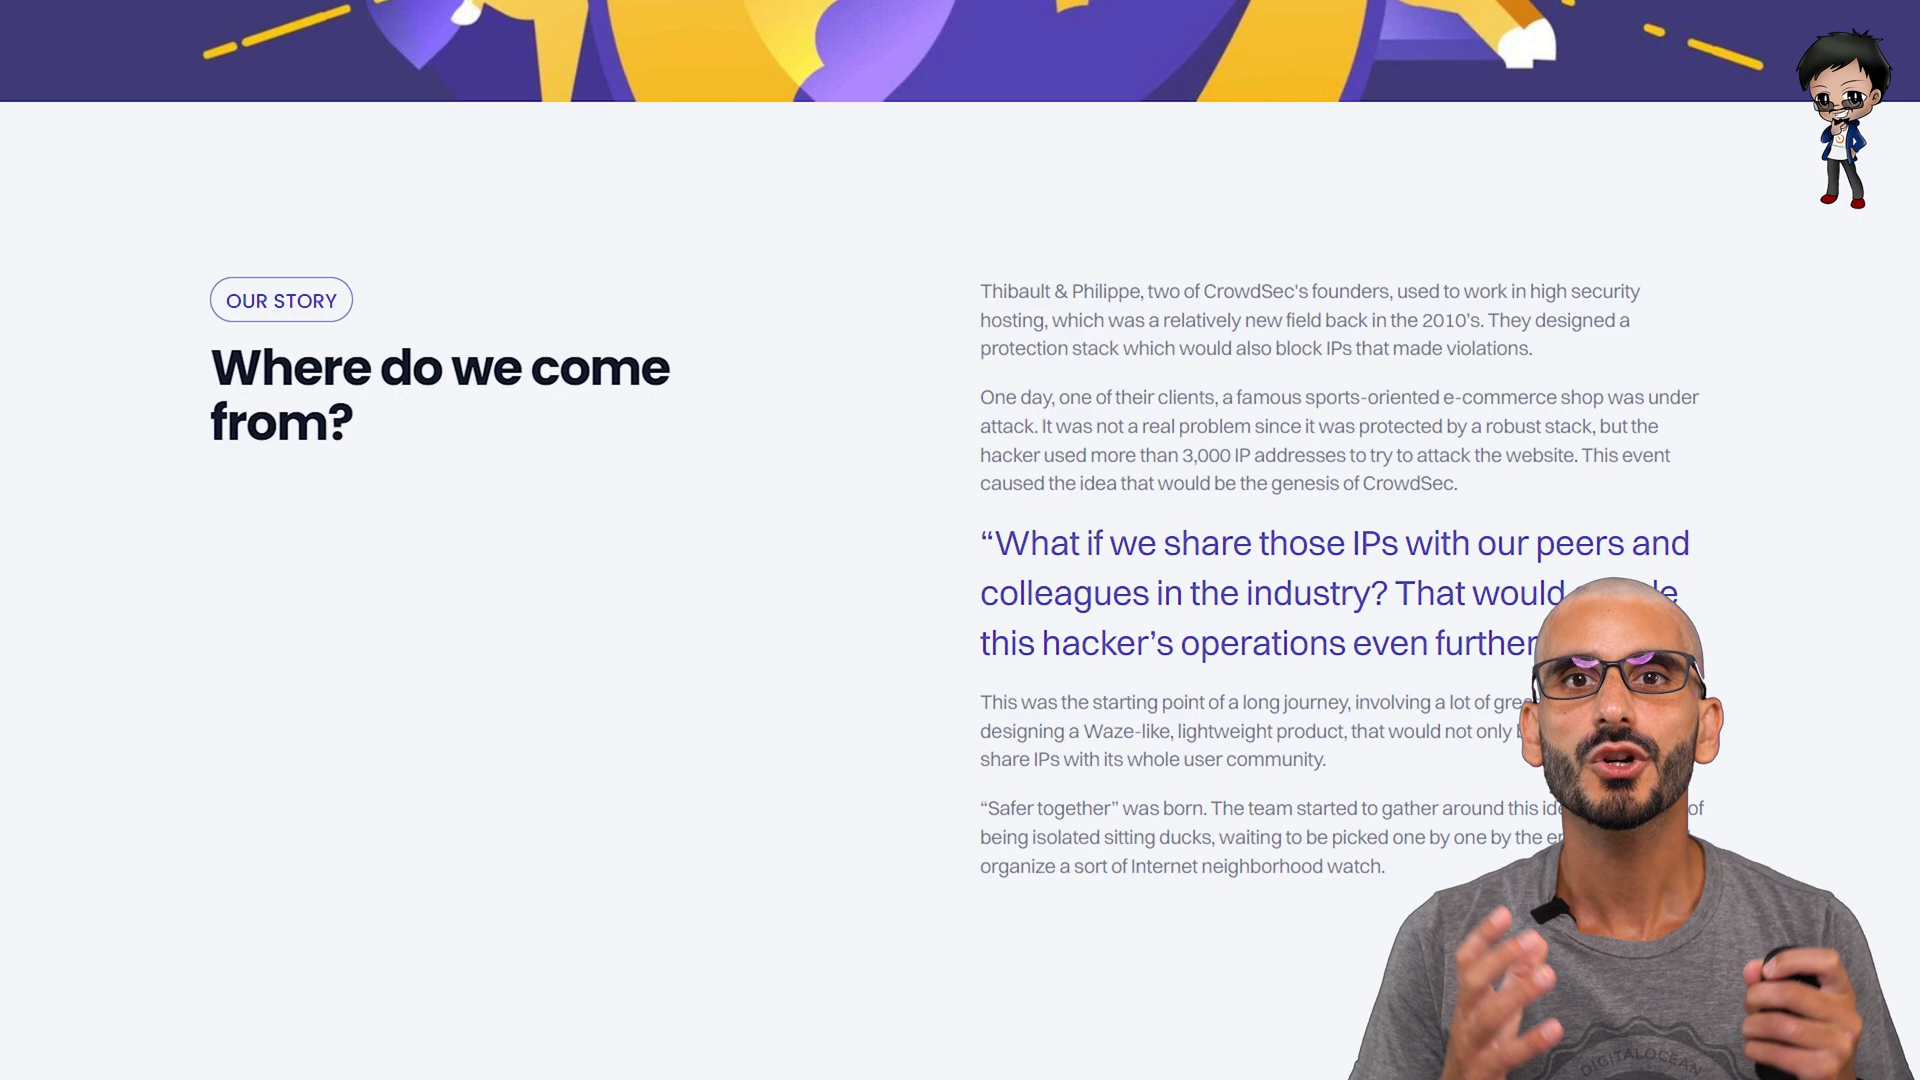 OUR STORY
Where do we come
from?
Thibault & Philippe, two of CrowdSec's founders, used to work in high security
hosting, which was a relatively new field back in the 2010's. They designed a
protection stack which would also block IPs that made violations.
One day, one of their clients, a famous sports-oriented e-commerce shop was under
attack. It was not a real problem since it was protected by a robust stack, but the
hacker used more than 3,000 IP addresses to try to attack the website. This event
caused the idea that would be the genesis of CrowdSec.
“What if we share those IPs with our peers and
colleagues in the industry? That would
this hacker’s operations even further
This was the starting point of a long journey, involving a lot of
designing a Waze-like, lightweight product, that would not only
share IPs with its whole user community.
“Safer together” was born. The team started to gather around this of
being isolated sitting ducks, waiting to be picked one by one by the
organize a sort of Internet neighborhood watch.
DIGITALOCEAN